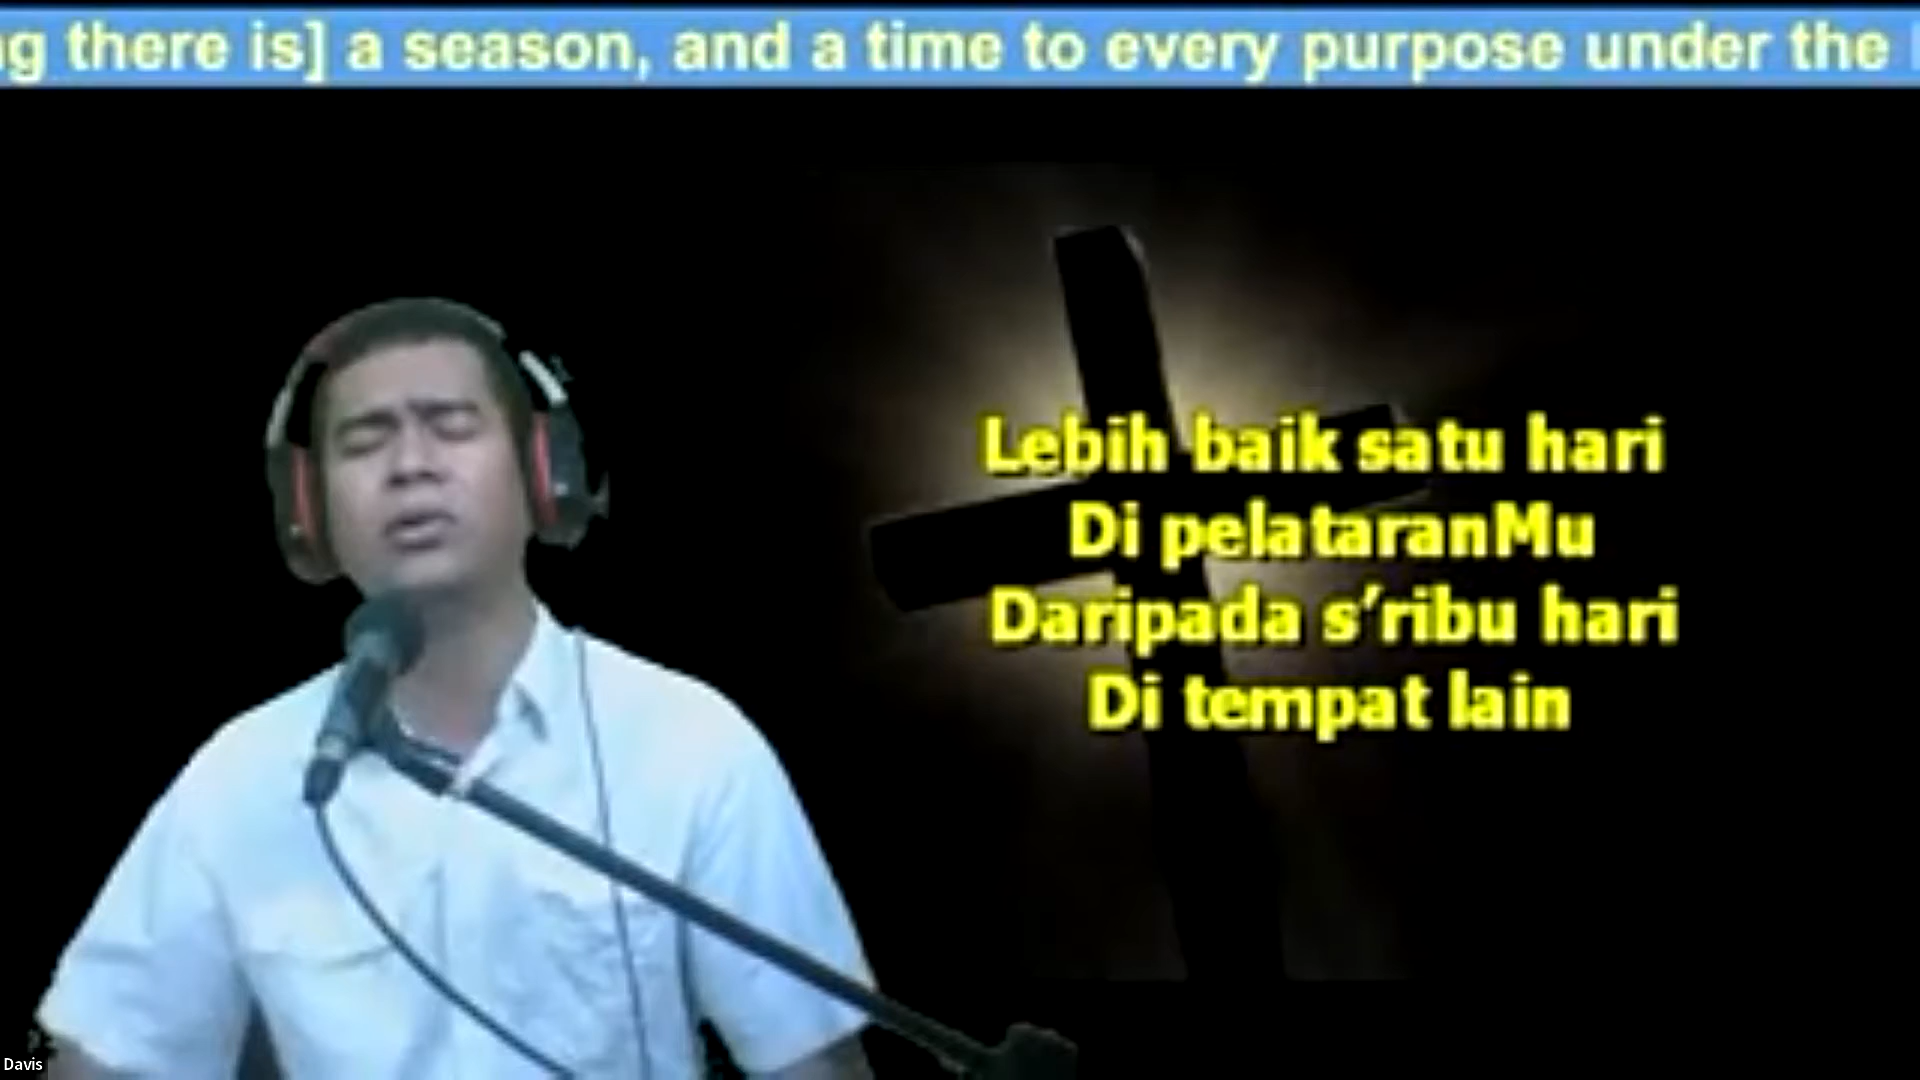 there is] a season, and a time to every purpose under the
Lebih baik satu hari
Di pelataranMu
Daripada s’ribu hari
Di tempat lain
Davis